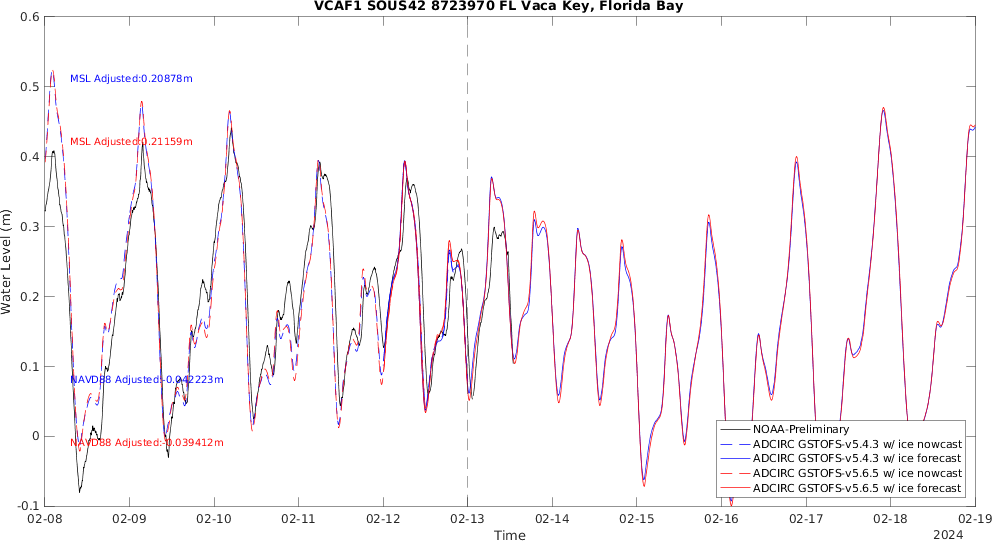 VCAF1 SOUS42 8723970 FL Vaca Key, Florida Bay
Water Level (m)
0.6
0.5
0.4
0.3
0.2
0.1
0
-0.1
MSL Adjusted:0.20878m
MSL Adjusted:0.21159m
NAVD88 Adjusted:-0.042223m
NAVD88 Adjusted:-0.039412m
NOAA-Preliminary
ADCIRC GSTOFS-v5.4.3 w/ ice nowcast
ADCIRC GSTOFS-v5.4.3 w/ ice forecast
ADCIRC GSTOFS-v5.6.5 w/ ice nowcast
ADCIRC GSTOFS-v5.6.5 w/ ice forecast
02-08 02-09 02-10 02-11 02-12 02-13 02-14 02-15 02-16 02-17 02-18 02-19
Time
2024